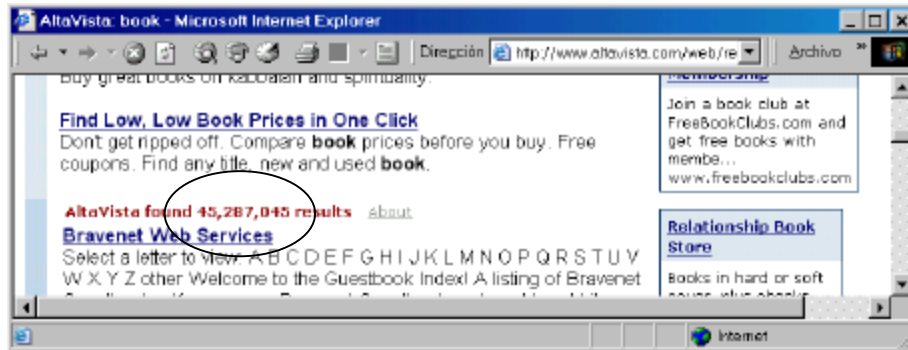 AltaVista: book - Microsoft Internet Explorer
Dirección http://www.altavista.com/web/re Archivo »
Buy great books on kabbalah and spirituality.
Find Low, Low Book Prices in One Click
Don't get ripped off. Compare book prices before you buy. Free
coupons. Find any title, new and used book.
AltaVista found 45,287,045 results About
Bravenet Web Services
Select a letter to view: A B C D E F G H I J K L M N O P Q R S T U V
W X Y Z other Welcome to the Guestbook Index! A listing of Bravenet
Membership
Join a book club at
FreeBookClubs.com and
get free books with
membe...
www.freebookclubs.com
Relationship Book
Store
Books in hard or soft
Internet